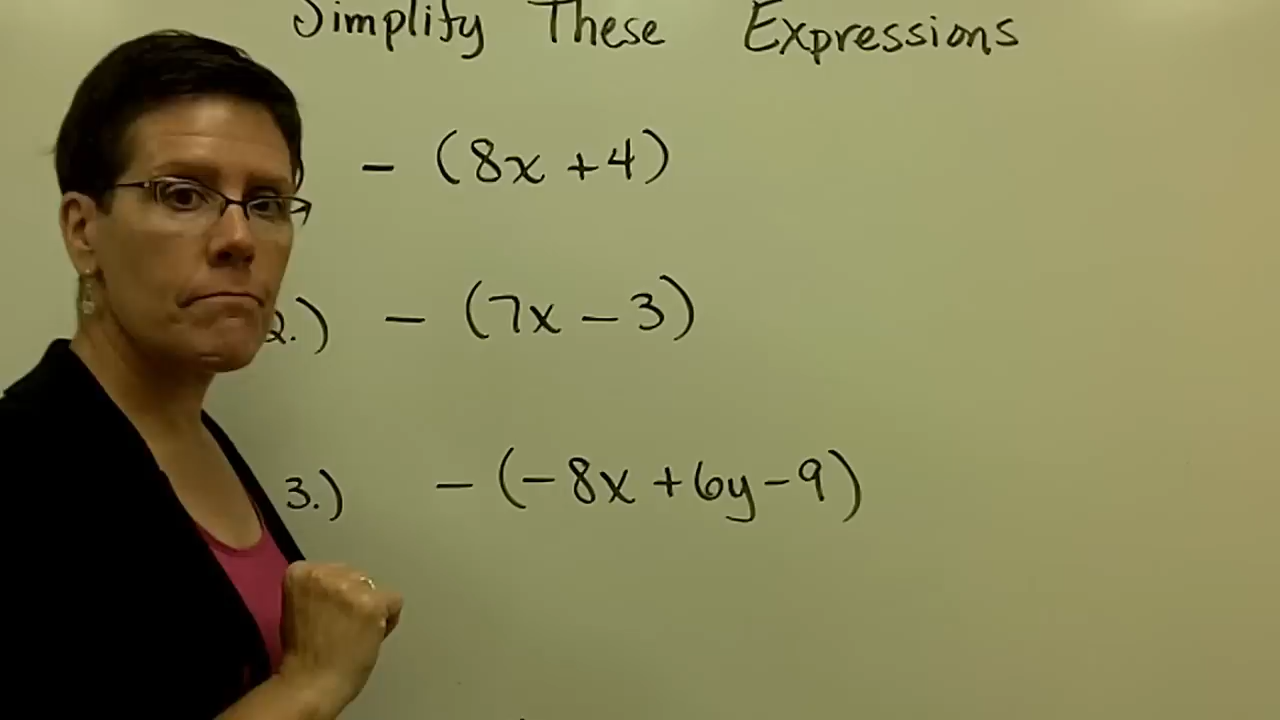 Simplify These Expressions
) - (8x + 4)
2.) - (7x - 3)
3.) - (-8x + 6y - 9)